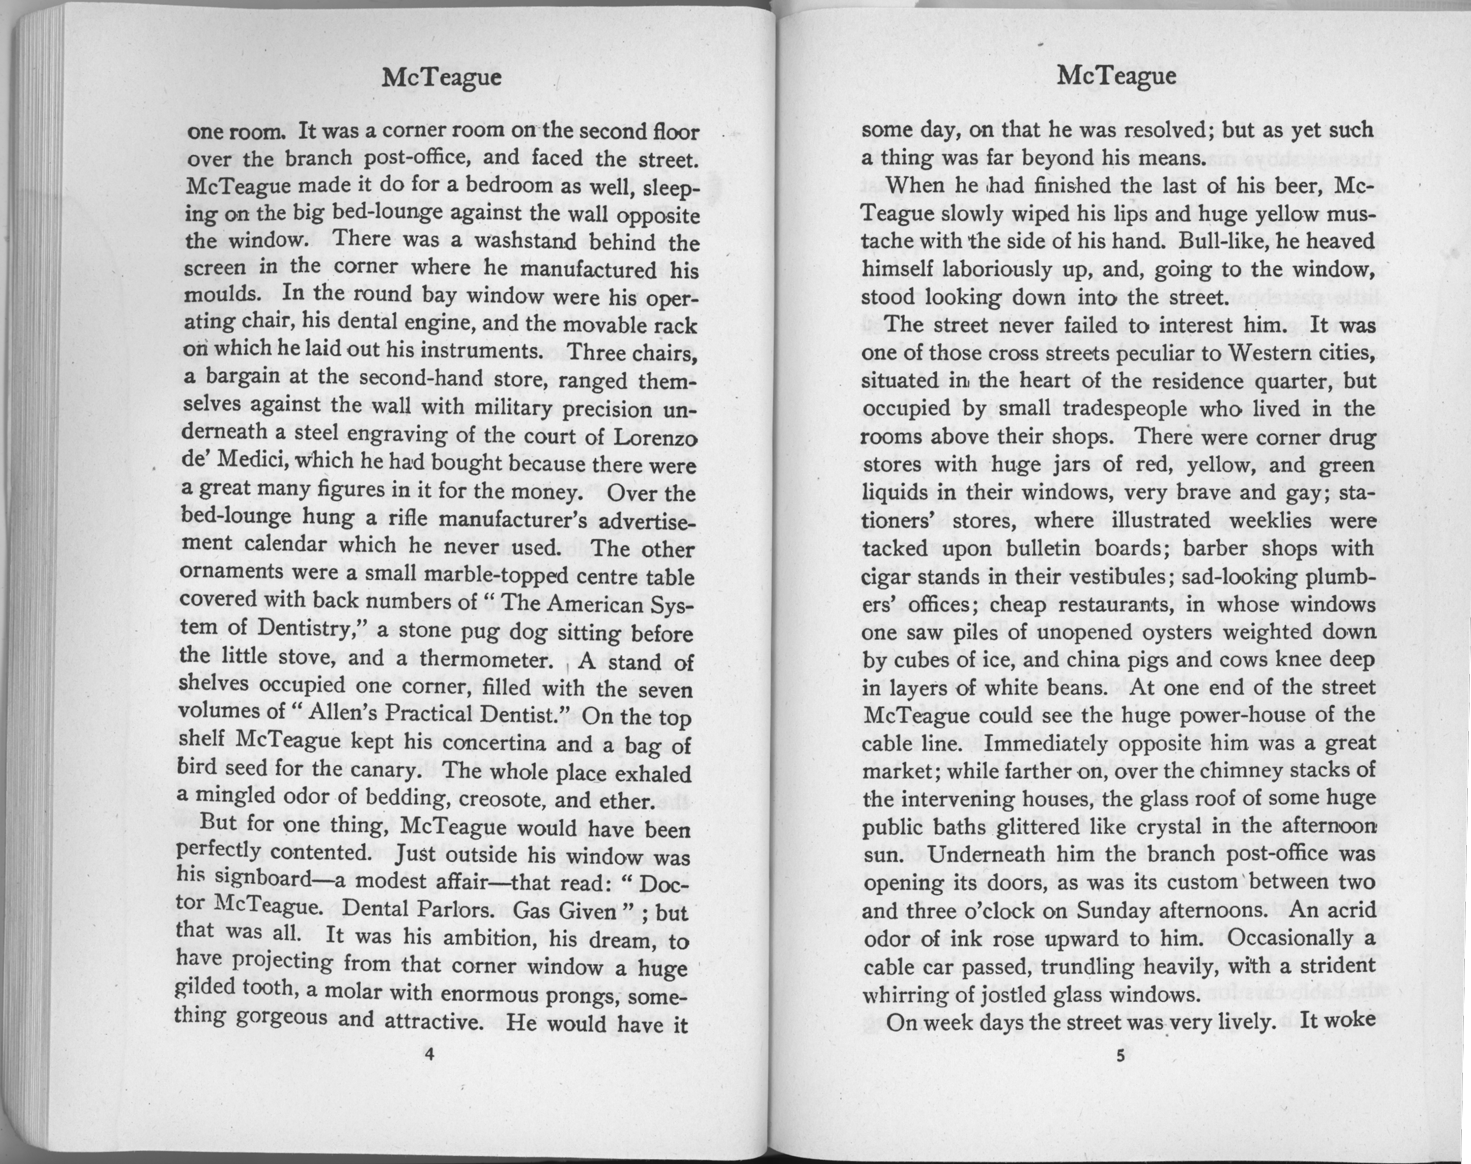 McTeague
one room. It was a corner room on the second floor
over the branch post-office, and faced the street.
McTeague made it do for a bedroom as well, sleep-
ing on the big bed-lounge against the wall opposite
the window. There was a washstand behind the
screen in the corner where he manufactured his
moulds. In the round bay window were his oper-
ating chair, his dental engine, and the movable rack
on which he laid out his instruments. Three chairs,
a bargain at the second-hand store, ranged them-
selves against the wall with military precision un-
derneath a steel engraving of the court of Lorenzo
de' Medici, which he had bought because there were
a great many figures in it for the money. Over the
bed-lounge hung a rifle manufacturer's advertise-
ment calendar which he never used. The other
ornaments were a small marble-topped centre table
covered with back numbers of “ The American Sys-
tem of Dentistry,” a stone pug dog sitting before
the little stove, and a thermometer. A stand of
shelves occupied one corner, filled with the seven
volumes of “ Allen's Practical Dentist.” On the top
shelf McTeague kept his concertina and a bag of
bird seed for the canary. The whole place exhaled
a mingled odor of bedding, creosote, and ether.
But for one thing, McTeague would have been
perfectly contented. Just outside his window was
his signboard—a modest affair—that read: “ Doc-
tor McTeague. Dental Parlors. Gas Given ” ; but
that was all. It was his ambition, his dream, to
have projecting from that corner window a huge
gilded tooth, a molar with enormous prongs, some-
thing gorgeous and attractive. He would have it
4
McTeague
some day, on that he was resolved; but as yet such
a thing was far beyond his means.
When he had finished the last of his beer, Mc-
Teague slowly wiped his lips and huge yellow mus-
tache with the side of his hand. Bull-like, he heaved
himself laboriously up, and, going to the window,
stood looking down into the street.
The street never failed to interest him. It was
one of those cross streets peculiar to Western cities,
situated in the heart of the residence quarter, but
occupied by small tradespeople who lived in the
rooms above their shops. There were corner drug
stores with huge jars of red, yellow, and green
liquids in their windows, very brave and gay; sta-
tioners' stores, where illustrated weeklies were
tacked upon bulletin boards; barber shops with
cigar stands in their vestibules; sad-looking plumb-
ers' offices; cheap restaurants, in whose windows
one saw piles of unopened oysters weighted down
by cubes of ice, and china pigs and cows knee deep
in layers of white beans. At one end of the street
McTeague could see the huge power-house of the
cable line. Immediately opposite him was a great
market; while farther on, over the chimney stacks of
the intervening houses, the glass roof of some huge
public baths glittered like crystal in the afternoon
sun. Underneath him the branch post-office was
opening its doors, as was its custom between two
and three o'clock on Sunday afternoons. An acrid
odor of ink rose upward to him. Occasionally a
cable car passed, trundling heavily, with a strident
whirring of jostled glass windows.
On week days the street was very lively. It woke
5